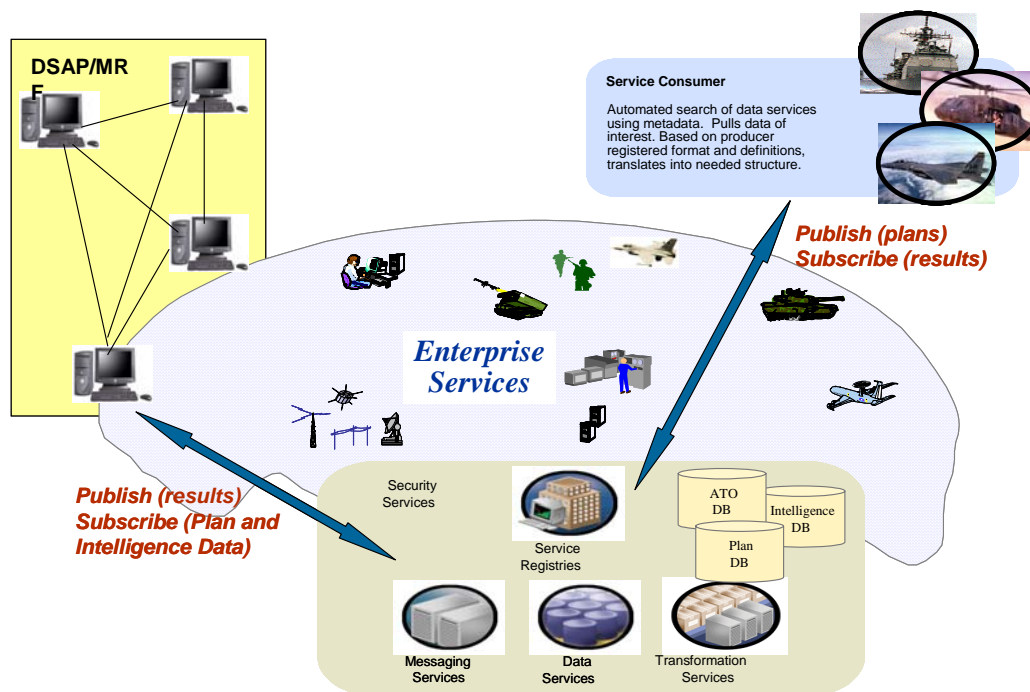 DSAP/MR
F
Service Consumer
Automated search of data services
using metadata.  Pulls data of
interest. Based on producer
registered format and definitions,
translates into needed structure.
Publish (plans)
Subscribe (results)
Enterprise
Services
Publish (results)
Subscribe (Plan and
Intelligence Data)
Security
Services
Service
Registries
ATO
DB
Intelligence
DB
Plan
DB
Messaging
Services
Data
Services
Transformation
Services